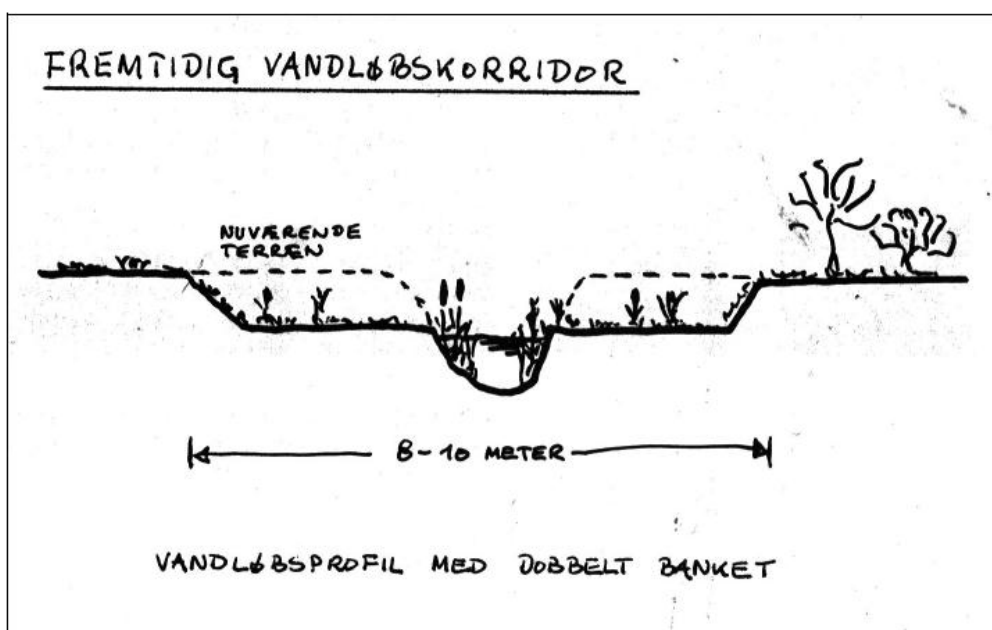 FREMTIDIG VANDLØBSKORRIDOR
NUVÆRENDE
TERRÆN
8-10 METER
VANDLØBSPROFIL MED DOBBELT BANKET